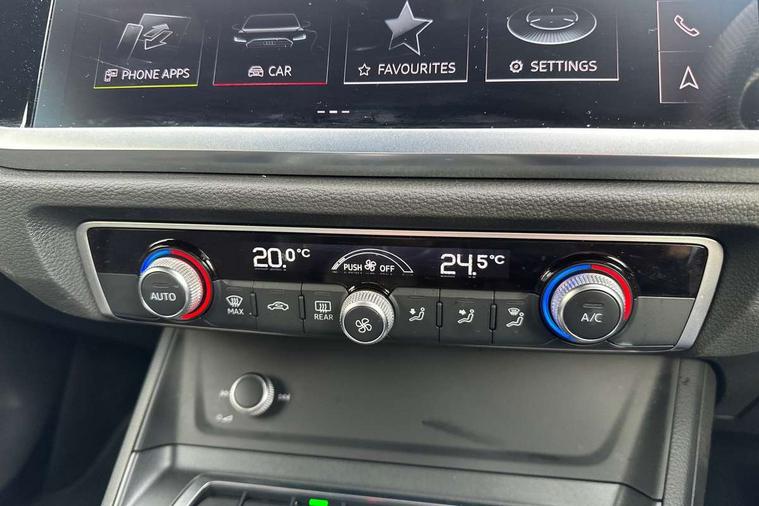 PHONE APPS
CAR
FAVOURITES
SETTINGS
20.0°C
PUSH OFF
24.5°C
AUTO
MAX
REAR
A/C